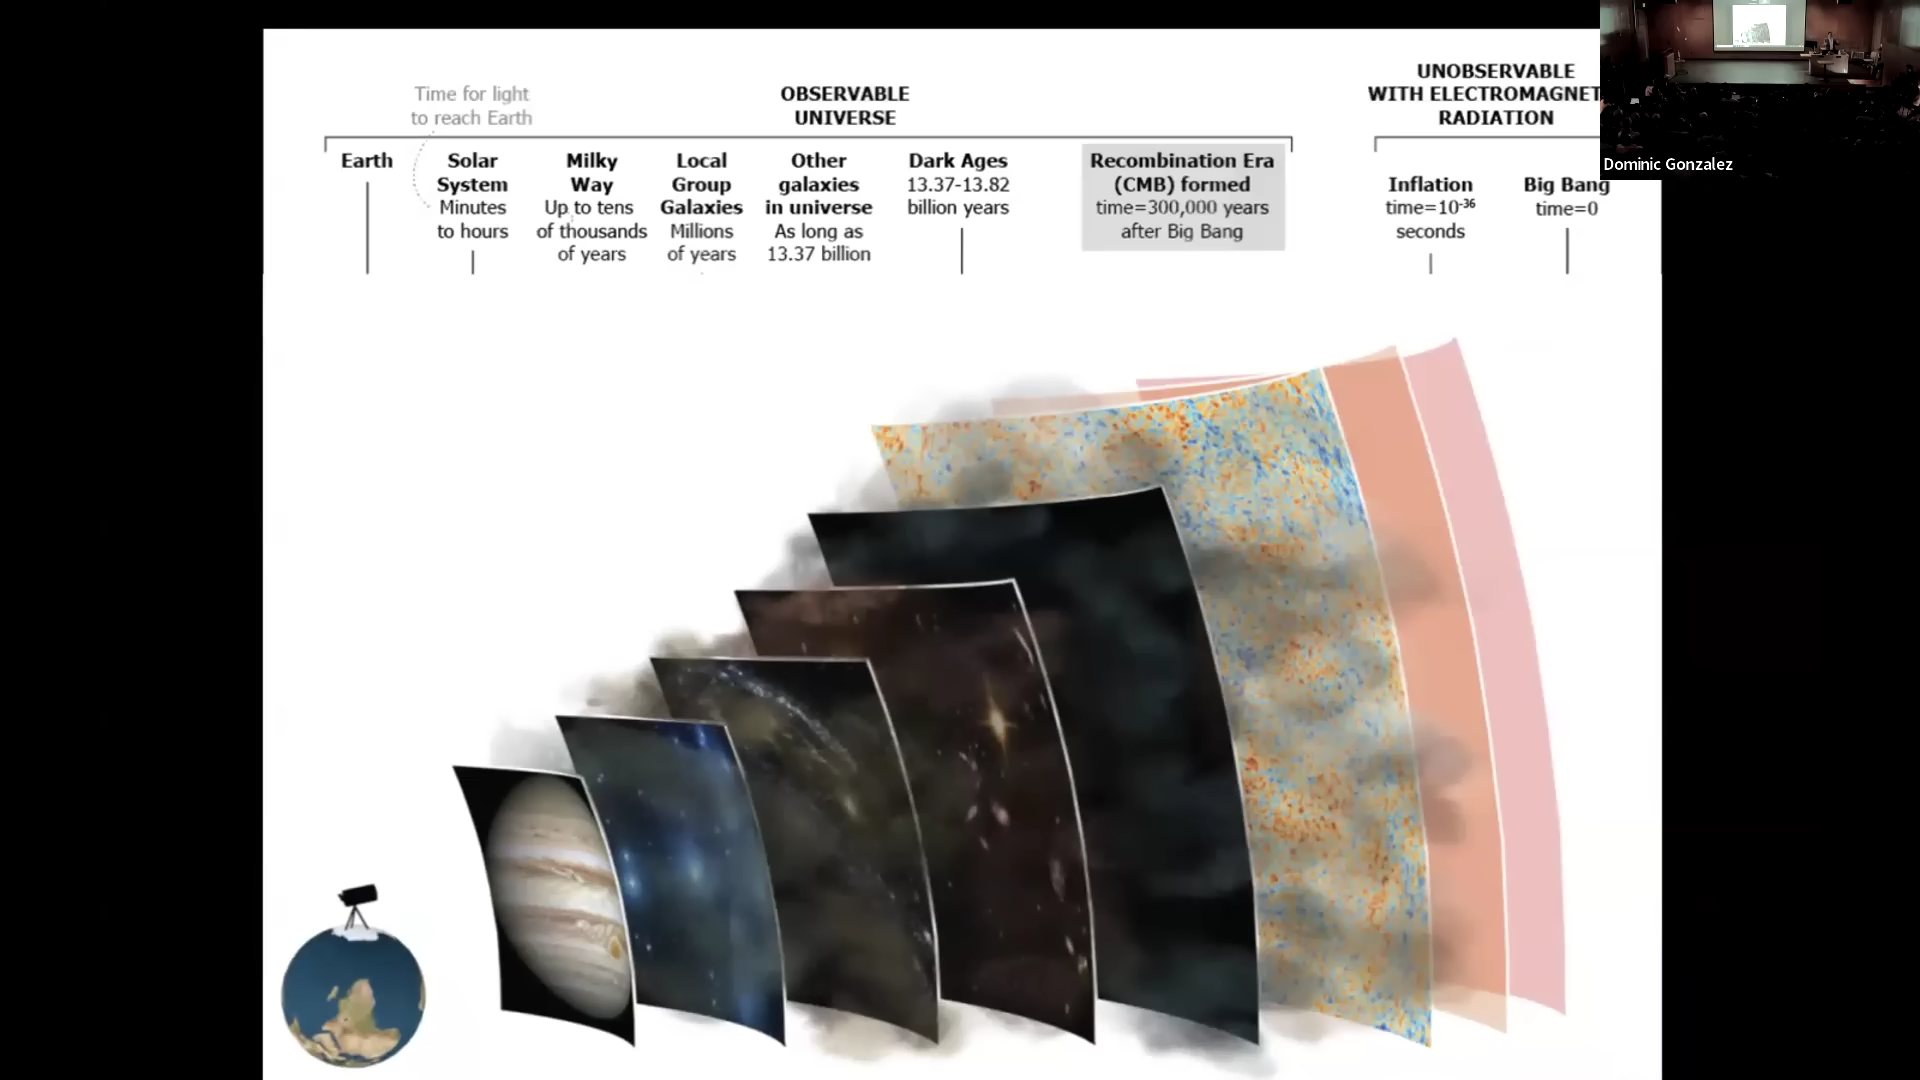 Time for light
to reach Earth
OBSERVABLE
UNIVERSE
UNOBSERVABLE
WITH ELECTROMAGNET
RADIATION
Earth
Solar
System
Minutes
to hours
Milky
Way
Up to tens
of thousands
of years
Local
Group
Galaxies
Millions
of years
Other
galaxies
in universe
As long as
13.37 billion
Dark Ages
13.37-13.82
billion years
Recombination Era
(CMB) formed
time=300,000 years
after Big Bang
Inflation
time=10⁻³⁶
seconds
Big Bang
time=0
Dominic Gonzalez